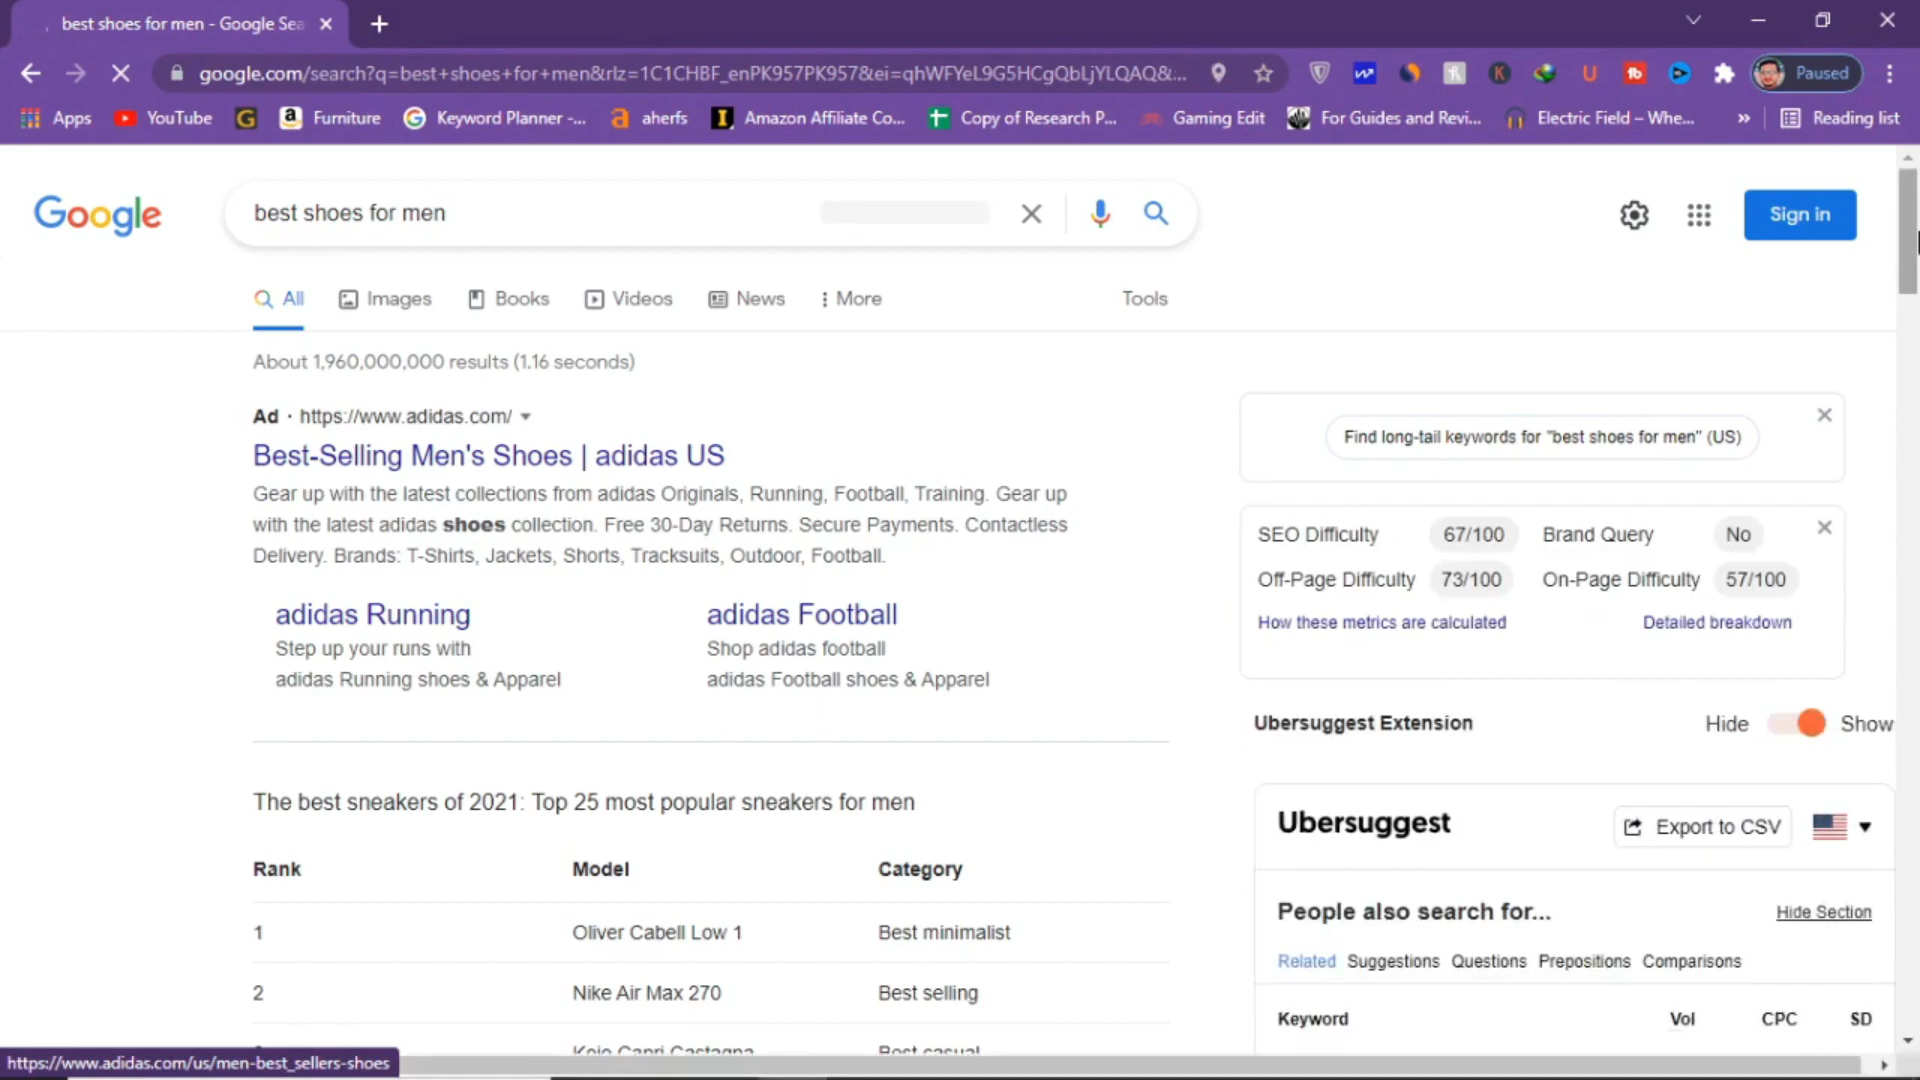 best shoes for men - Google Sea
google.com/search?q=best+shoes+for+men&rlz=1C1CHBF_enPK957PK957&ei=qhWFYeL9G5HCgQbLjYLQAQ&...
Paused
Apps
YouTube
Furniture
Keyword Planner -...
aherfs
Amazon Affiliate Co...
Copy of Research P...
Gaming Edit
For Guides and Revi...
Electric Field – Whe...
»
Reading list
Google
best shoes for men
Sign in
All
Images
Books
Videos
News
More
Tools
About 1,960,000,000 results (1.16 seconds)
Ad · https://www.adidas.com/
Best-Selling Men's Shoes | adidas US
Gear up with the latest collections from adidas Originals, Running, Football, Training. Gear up
with the latest adidas shoes collection. Free 30-Day Returns. Secure Payments. Contactless
Delivery. Brands: T-Shirts, Jackets, Shorts, Tracksuits, Outdoor, Football.
adidas Running
Step up your runs with
adidas Running shoes & Apparel
adidas Football
Shop adidas football
adidas Football shoes & Apparel
The best sneakers of 2021: Top 25 most popular sneakers for men
Rank Model Category
1 Oliver Cabell Low 1 Best minimalist
2 Nike Air Max 270 Best selling
Koio Capri Castagna Best casual
Find long-tail keywords for "best shoes for men" (US)
SEO Difficulty 67/100 Brand Query No
Off-Page Difficulty 73/100 On-Page Difficulty 57/100
How these metrics are calculated Detailed breakdown
Ubersuggest Extension Hide Show
Ubersuggest Export to CSV
People also search for... Hide Section
Related Suggestions Questions Prepositions Comparisons
Keyword Vol CPC SD
https://www.adidas.com/us/men-best_sellers-shoes